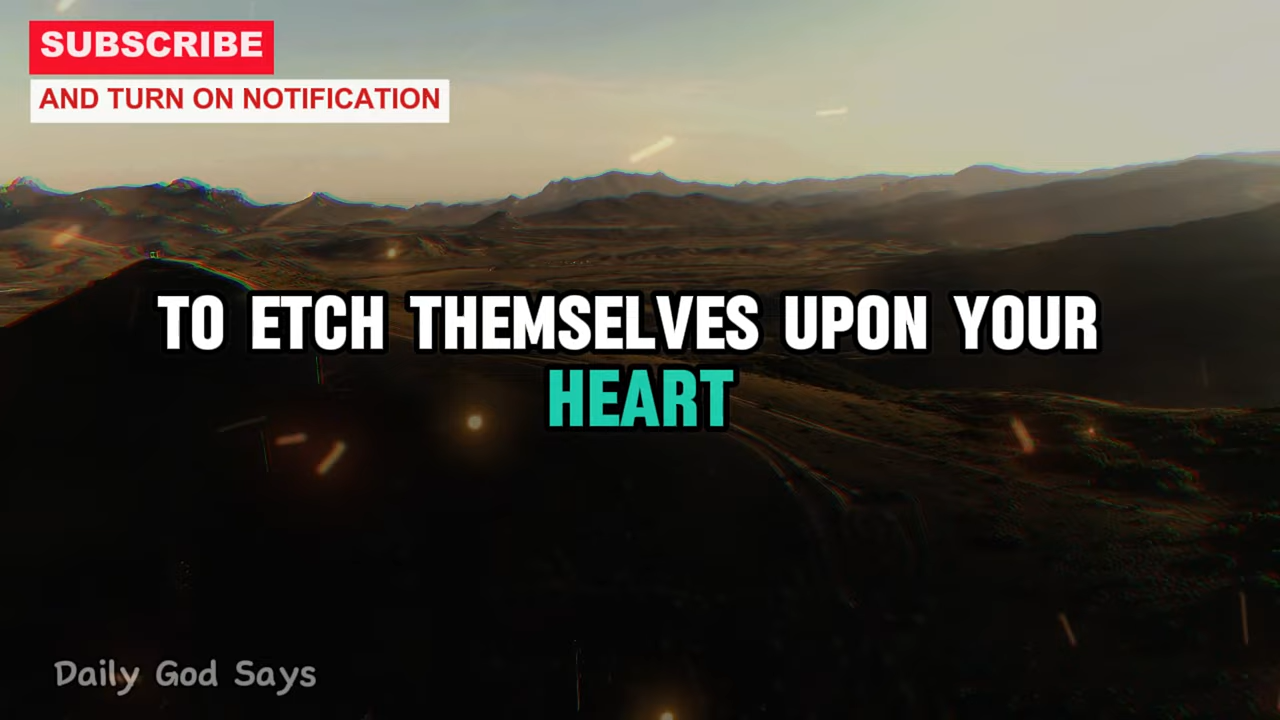 SUBSCRIBE
AND TURN ON NOTIFICATION
TO ETCH THEMSELVES UPON YOUR
HEART
Daily God Says